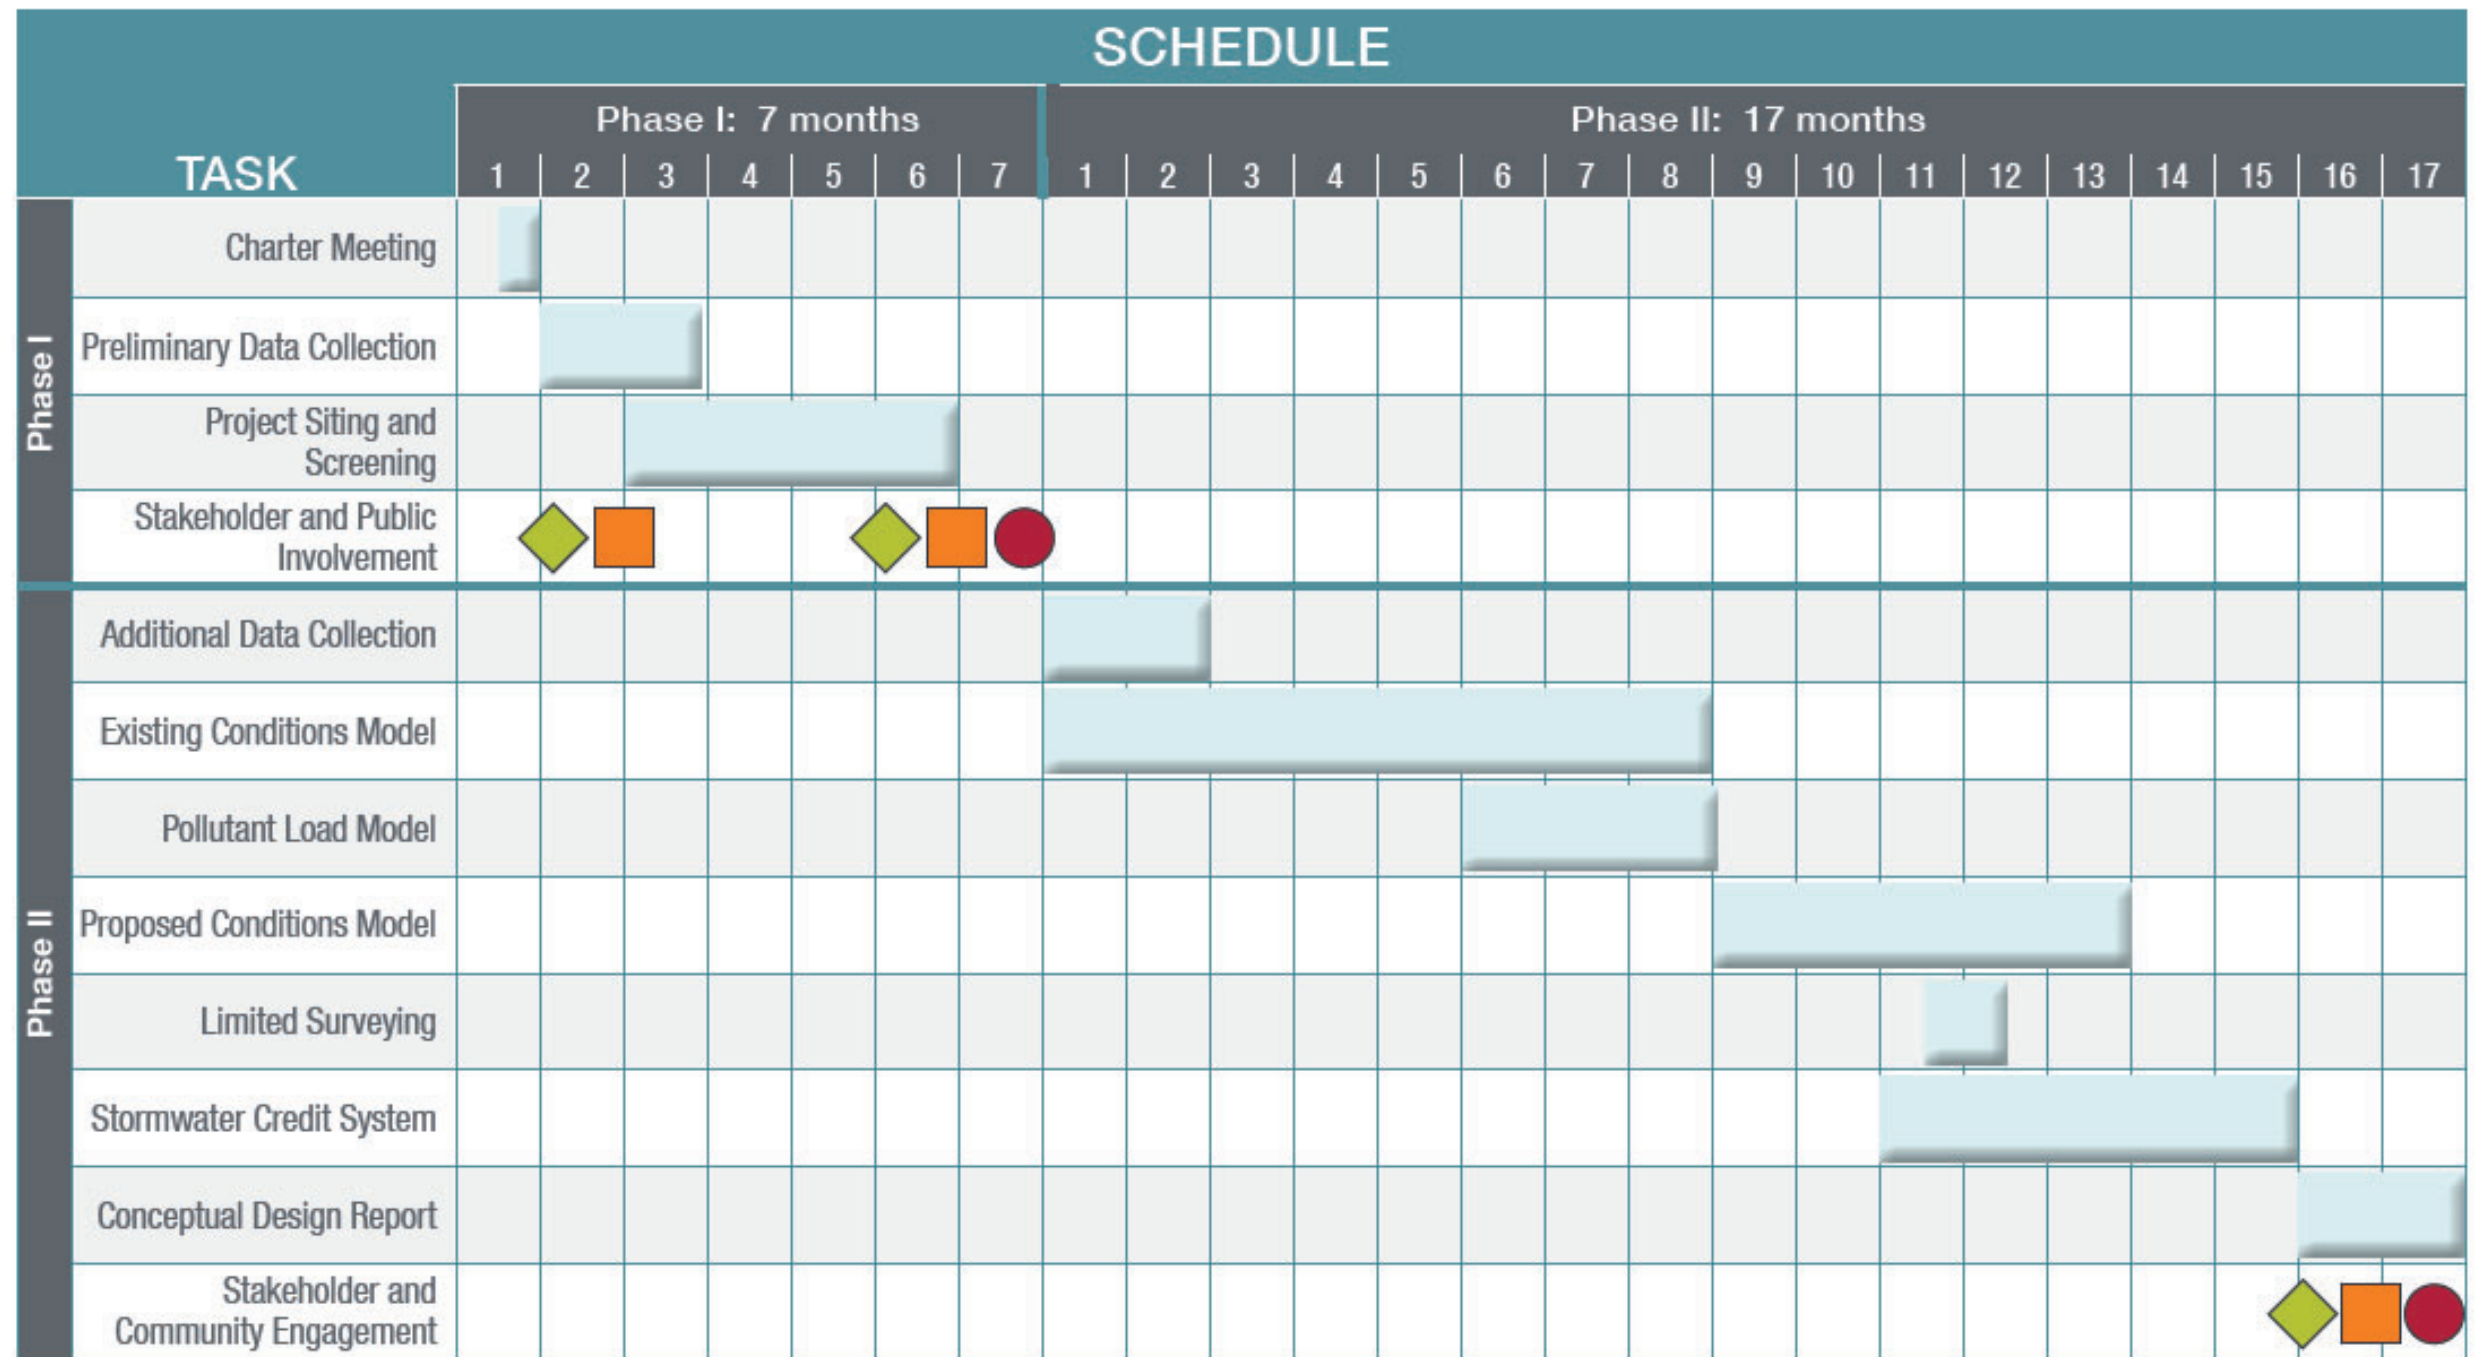 SCHEDULE
Phase I: 7 months
Phase II: 17 months
TASK
1 2 3 4 5 6 7 1 2 3 4 5 6 7 8 9 10 11 12 13 14 15 16 17
Phase I
Charter Meeting
Preliminary Data Collection
Project Siting and
Screening
Stakeholder and Public
Involvement
Phase II
Additional Data Collection
Existing Conditions Model
Pollutant Load Model
Proposed Conditions Model
Limited Surveying
Stormwater Credit System
Conceptual Design Report
Stakeholder and
Community Engagement